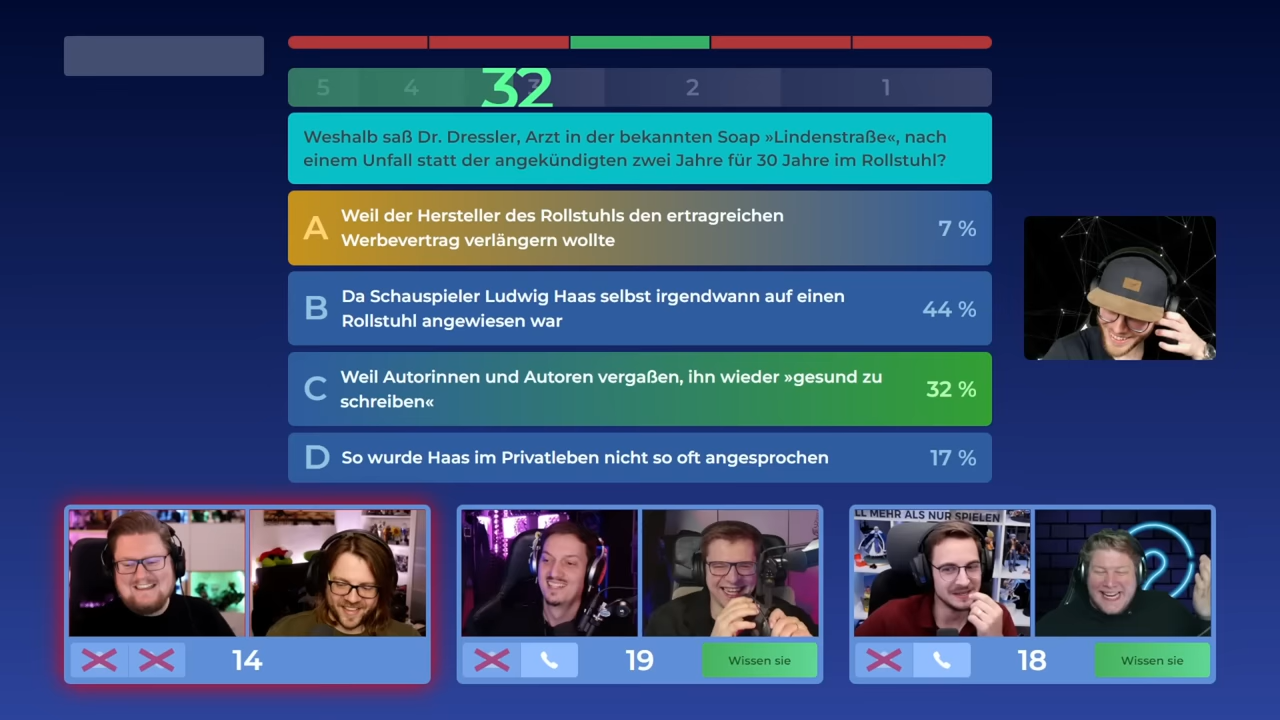 5 4 32 3 2 1
Weshalb saß Dr. Dressler, Arzt in der bekannten Soap »Lindenstraße«, nach
einem Unfall statt der angekündigten zwei Jahre für 30 Jahre im Rollstuhl?
A Weil der Hersteller des Rollstuhls den ertragreichen
Werbevertrag verlängern wollte 7 %
B Da Schauspieler Ludwig Haas selbst irgendwann auf einen
Rollstuhl angewiesen war 44 %
C Weil Autorinnen und Autoren vergaßen, ihn wieder »gesund zu
schreiben« 32 %
D So wurde Haas im Privatleben nicht so oft angesprochen 17 %
LL MEHR ALS NUR SPIELEN
14 19 Wissen sie 18 Wissen sie